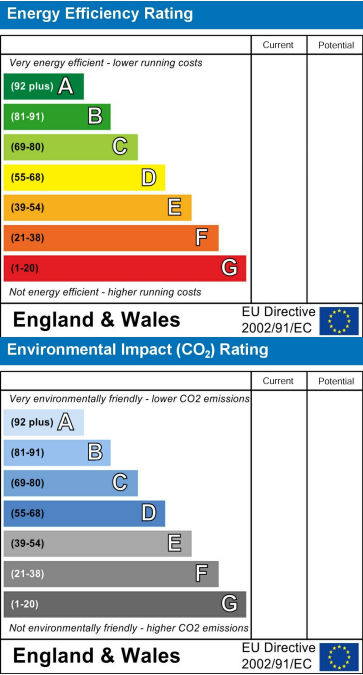 Energy Efficiency Rating
Current Potential
Very energy efficient - lower running costs
(92 plus) A
(81-91) B
(69-80) C
(55-68) D
(39-54) E
(21-38) F
(1-20) G
Not energy efficient - higher running costs
England & Wales
EU Directive
2002/91/EC
Environmental Impact (CO₂) Rating
Current Potential
Very environmentally friendly - lower CO2 emissions
(92 plus) A
(81-91) B
(69-80) C
(55-68) D
(39-54) E
(21-38) F
(1-20) G
Not environmentally friendly - higher CO2 emissions
England & Wales
EU Directive
2002/91/EC